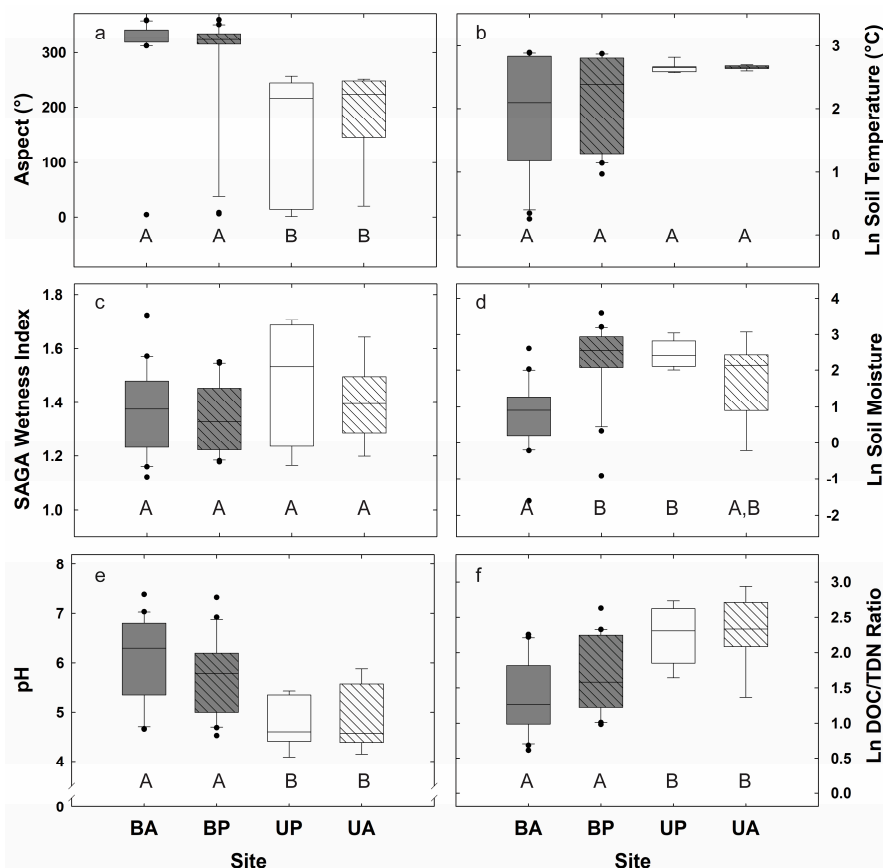 a
300
200
100
0
Aspect (°)
A A B B
b
3
2
1
0
Ln Soil Temperature (°C)
A A A A
c
1.8
1.6
1.4
1.2
1.0
SAGA Wetness Index
A A A A
d
4
3
2
1
0
-1
-2
Ln Soil Moisture
A B B A,B
e
8
7
6
5
4
0
pH
A A B B
BA BP UP UA
Site
f
3.0
2.5
2.0
1.5
1.0
0.5
0.0
Ln DOC/TDN Ratio
A A B B
BA BP UP UA
Site